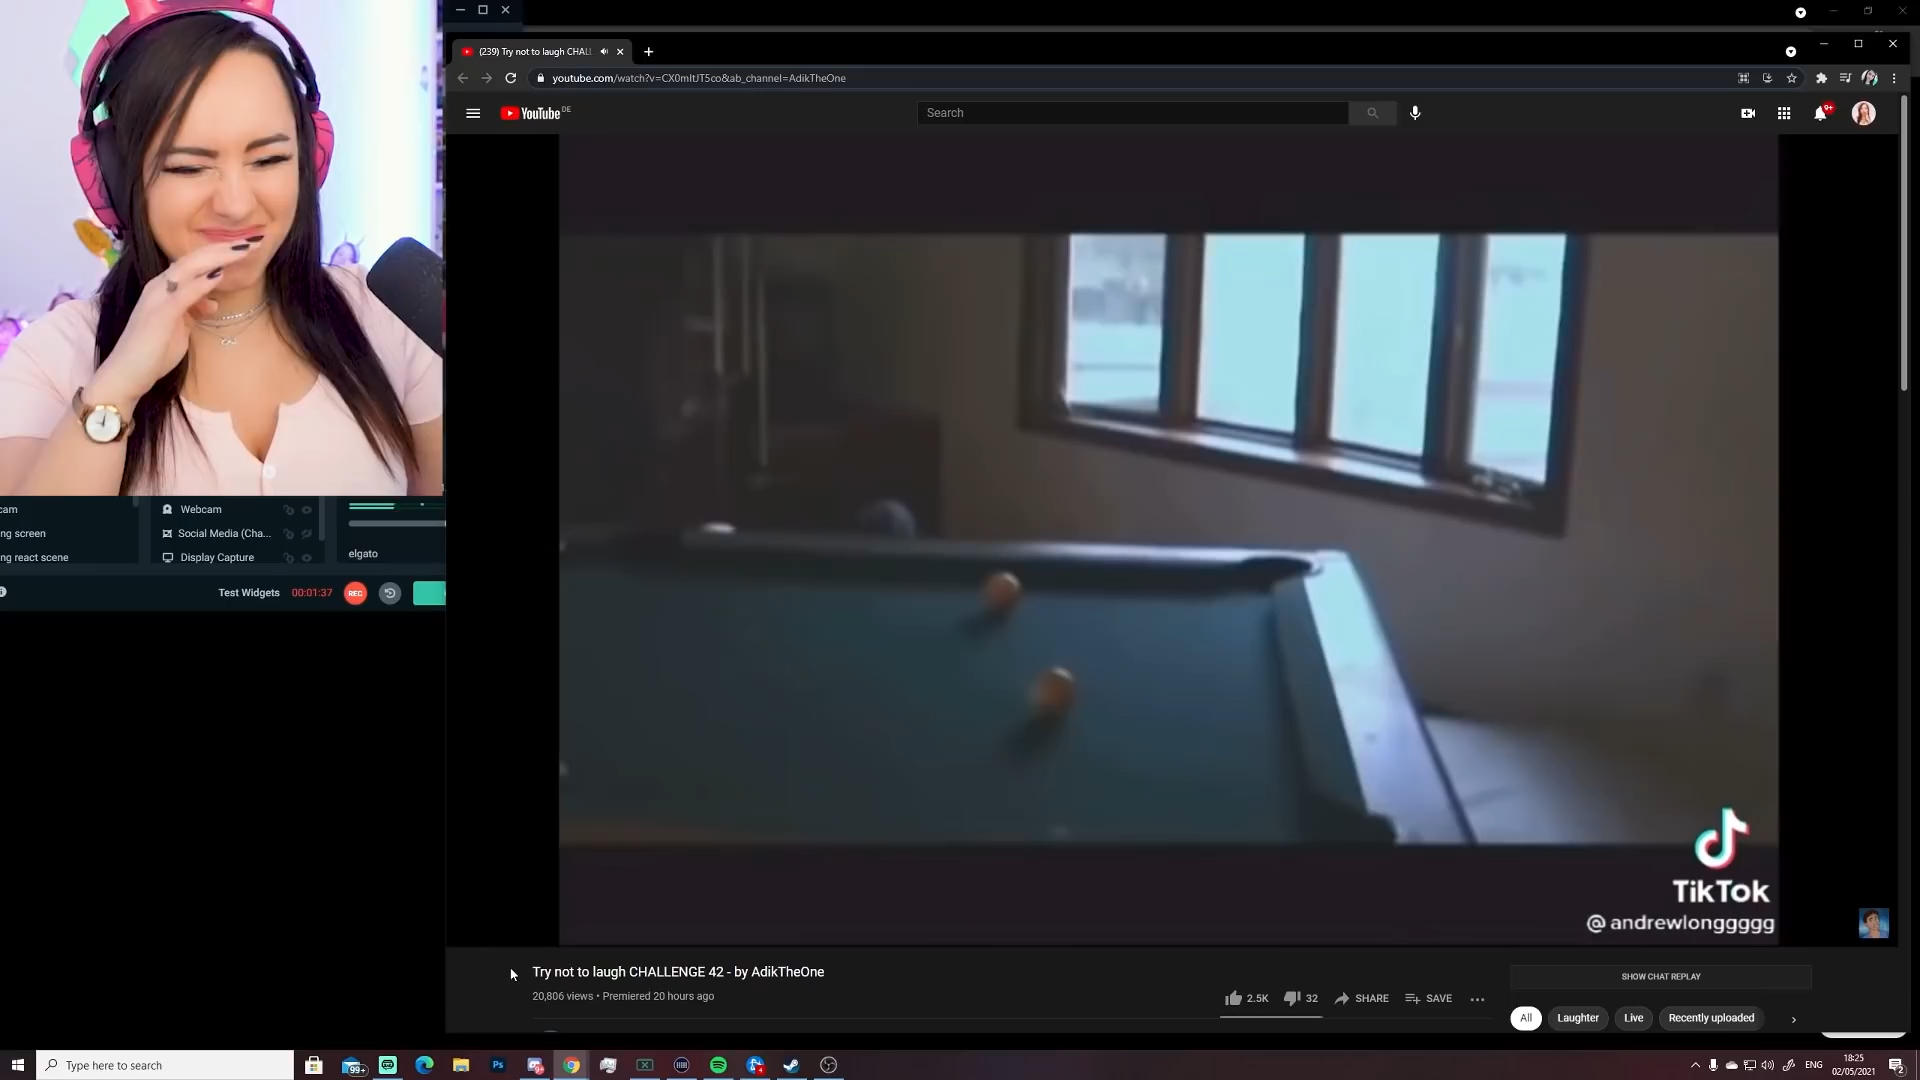 (239) Try not to laugh CHALL
youtube.com/watch?v=CX0mItJT5co&ab_channel=AdikTheOne
YouTube DE
Search
9+
TikTok
@andrewlonggggg
cam
Webcam
ng screen
Social Media (Cha...
ng react scene
Display Capture
elgato
Test Widgets
00:01:37
REC
Try not to laugh CHALLENGE 42 - by AdikTheOne
20,806 views • Premiered 20 hours ago
2.5K
32
SHARE
SAVE
SHOW CHAT REPLAY
All
Laughter
Live
Recently uploaded
Type here to search
99+
Ps
ENG
18:25
02/05/2021